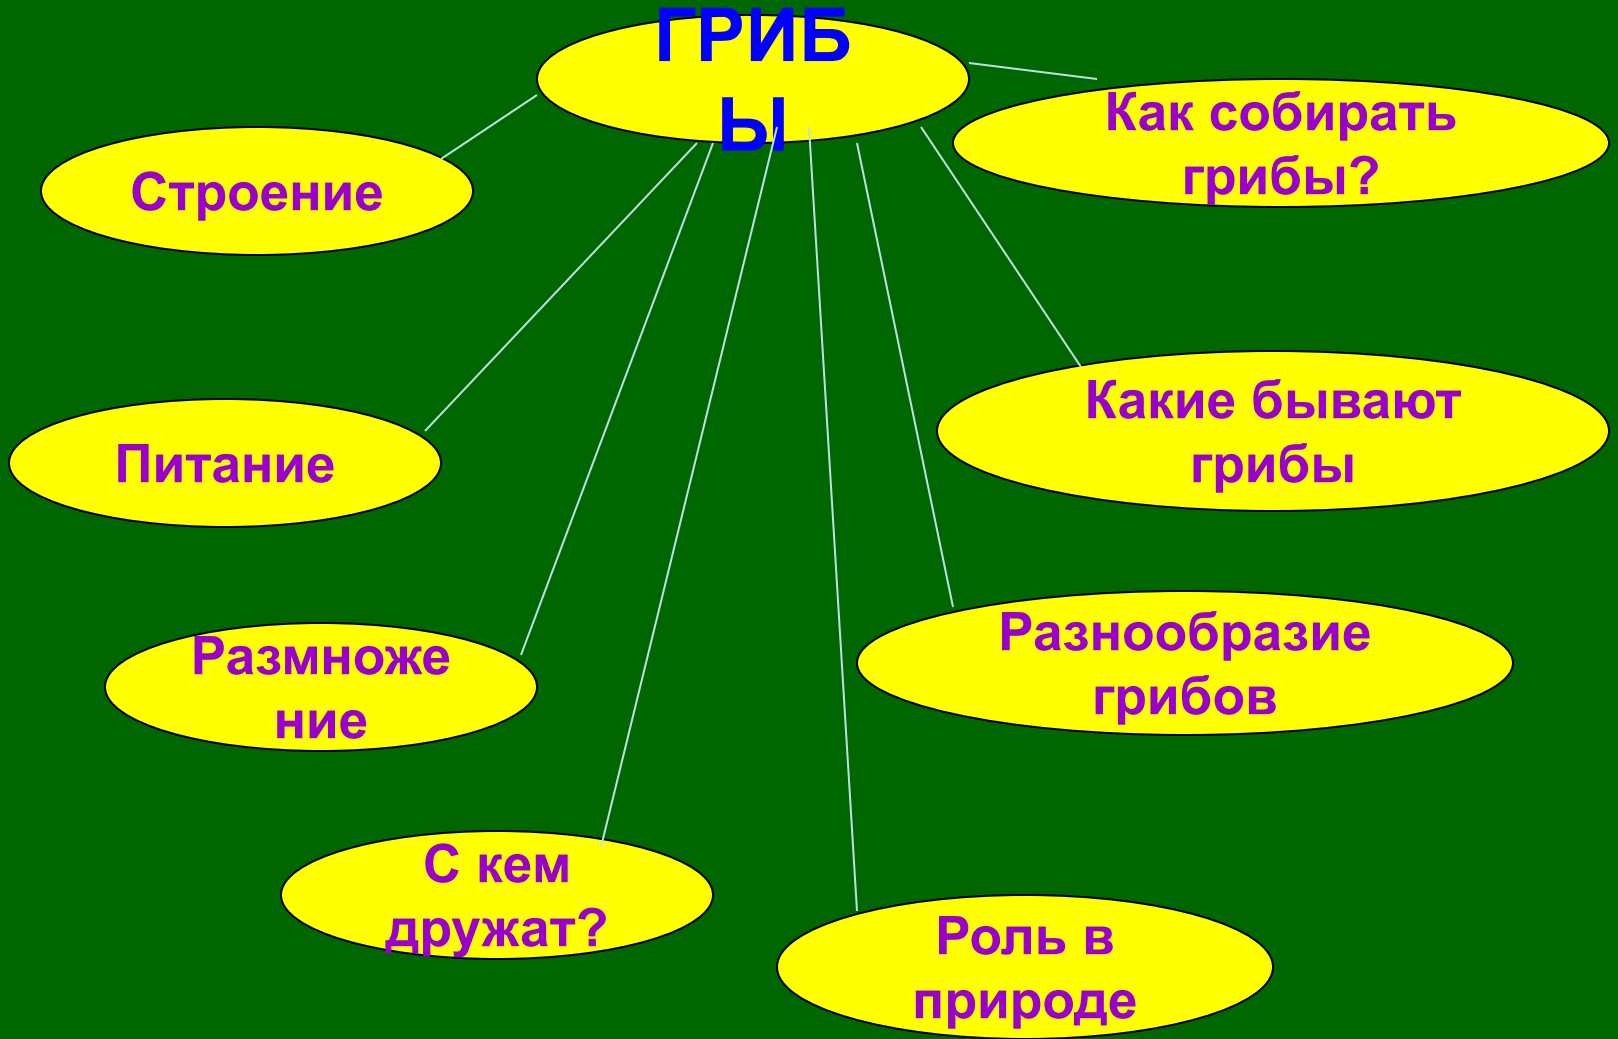 ГРИБ
Ы
Как собирать
грибы?
Строение
Какие бывают
грибы
Питание
Разнообразие
грибов
Размноже
ние
С кем
дружат?
Роль в
природе